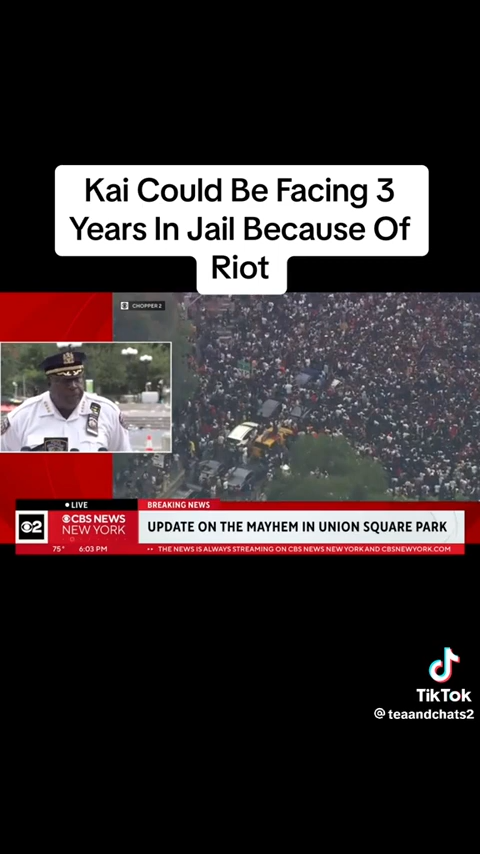 Kai Could Be Facing 3
Years In Jail Because Of
Riot
CHOPPER 2
LIVE
BREAKING NEWS
2
CBS NEWS
NEW YORK
UPDATE ON THE MAYHEM IN UNION SQUARE PARK
75° 6:03 PM
THE NEWS IS ALWAYS STREAMING ON CBS NEWS NEW YORK AND CBSNEWYORK.COM
TikTok
@teaandchats2